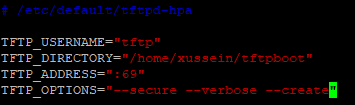 # /etc/default/tftpd-hpa
TFTP_USERNAME="tftp"
TFTP_DIRECTORY="/home/xussein/tftpboot"
TFTP_ADDRESS=":69"
TFTP_OPTIONS="--secure --verbose --create"